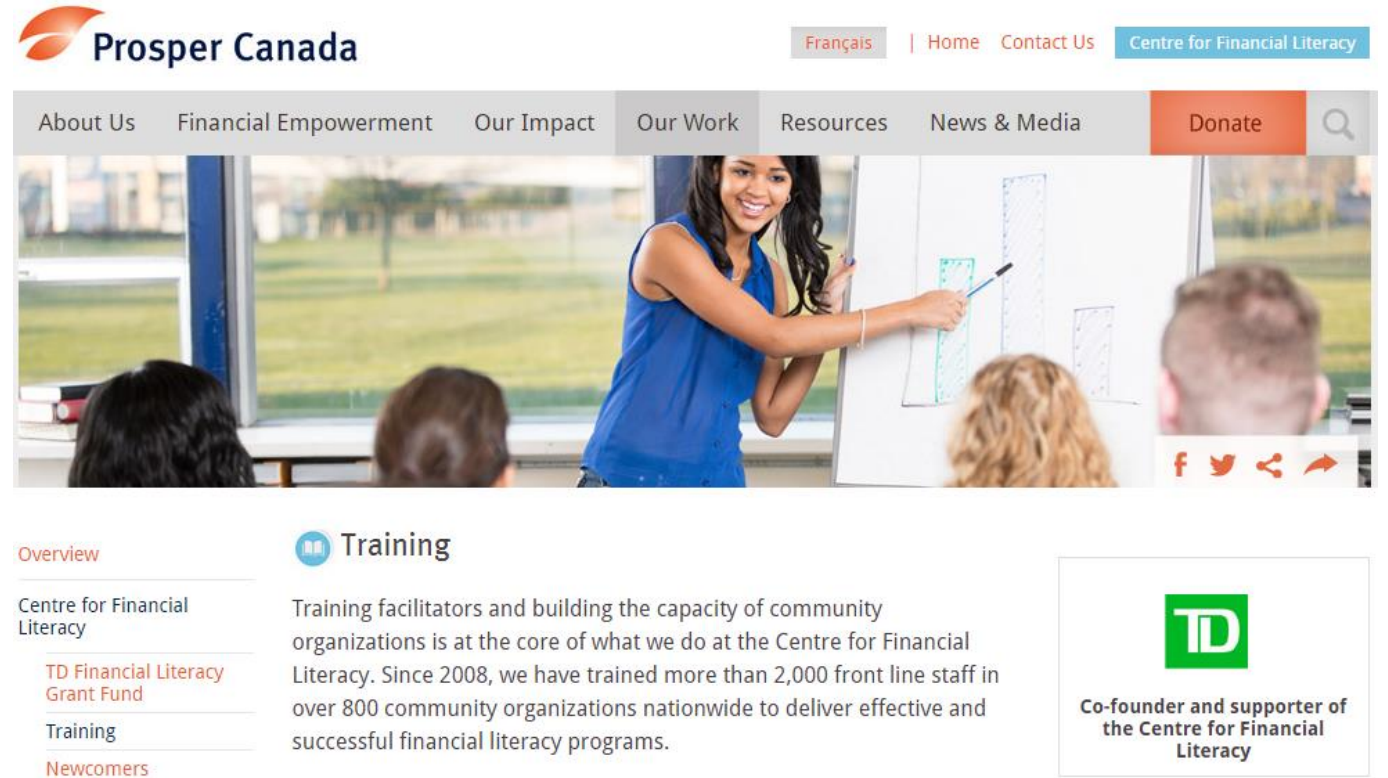 Prosper Canada
Français | Home Contact Us Centre for Financial Literacy
About Us Financial Empowerment Our Impact Our Work Resources News & Media Donate
Overview
Centre for Financial
Literacy
TD Financial Literacy
Grant Fund
Training
Newcomers
Training
Training facilitators and building the capacity of community
organizations is at the core of what we do at the Centre for Financial
Literacy. Since 2008, we have trained more than 2,000 front line staff in
over 800 community organizations nationwide to deliver effective and
successful financial literacy programs.
TD
Co-founder and supporter of
the Centre for Financial
Literacy